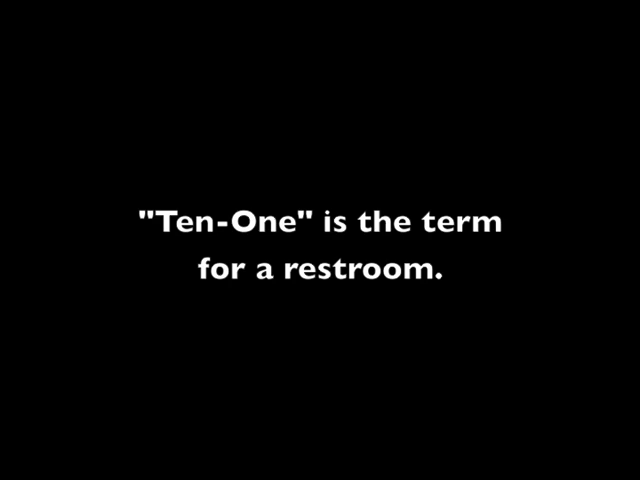 "Ten-One" is the term
for a restroom.